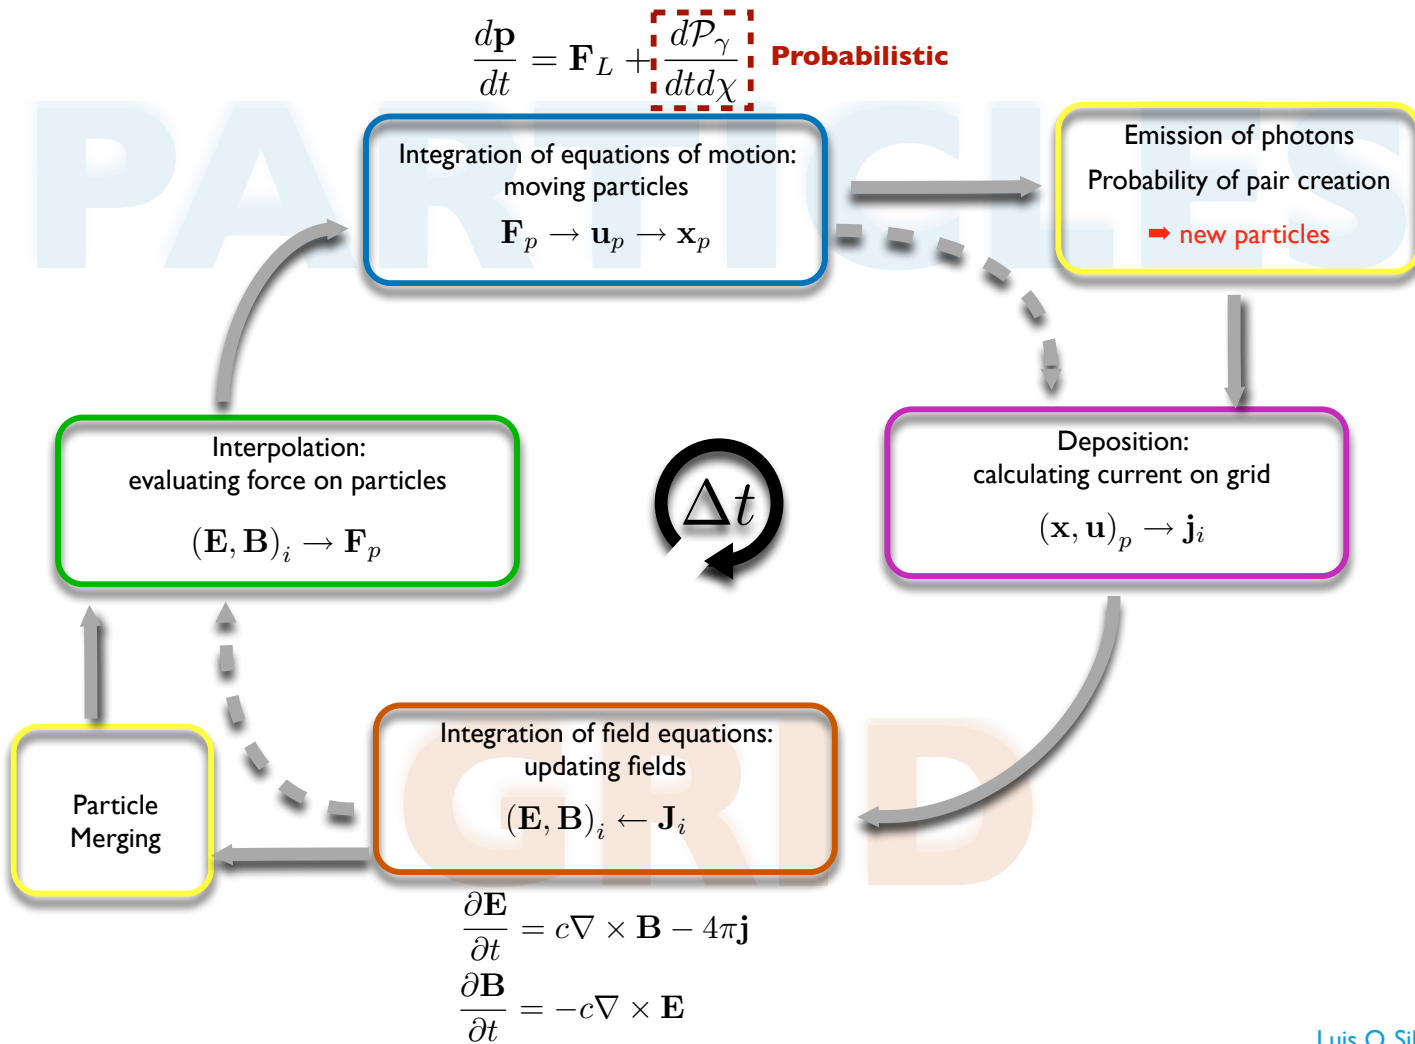 d𝐩/dt = 𝐅_L + d𝒫_γ/dtdχ Probabilistic
PARTICLES
Integration of equations of motion:
moving particles
𝐅_p → 𝐮_p → 𝐱_p
Emission of photons
Probability of pair creation
➡ new particles
Interpolation:
evaluating force on particles
(𝐄, 𝐁)_i → 𝐅_p
Δt
Deposition:
calculating current on grid
(𝐱, 𝐮)_p → 𝐣_i
GRID
Particle
Merging
Integration of field equations:
updating fields
(𝐄, 𝐁)_i ← 𝐉_i
∂𝐄/∂t = c∇ × 𝐁 − 4π𝐣
∂𝐁/∂t = −c∇ × 𝐄
Luis O